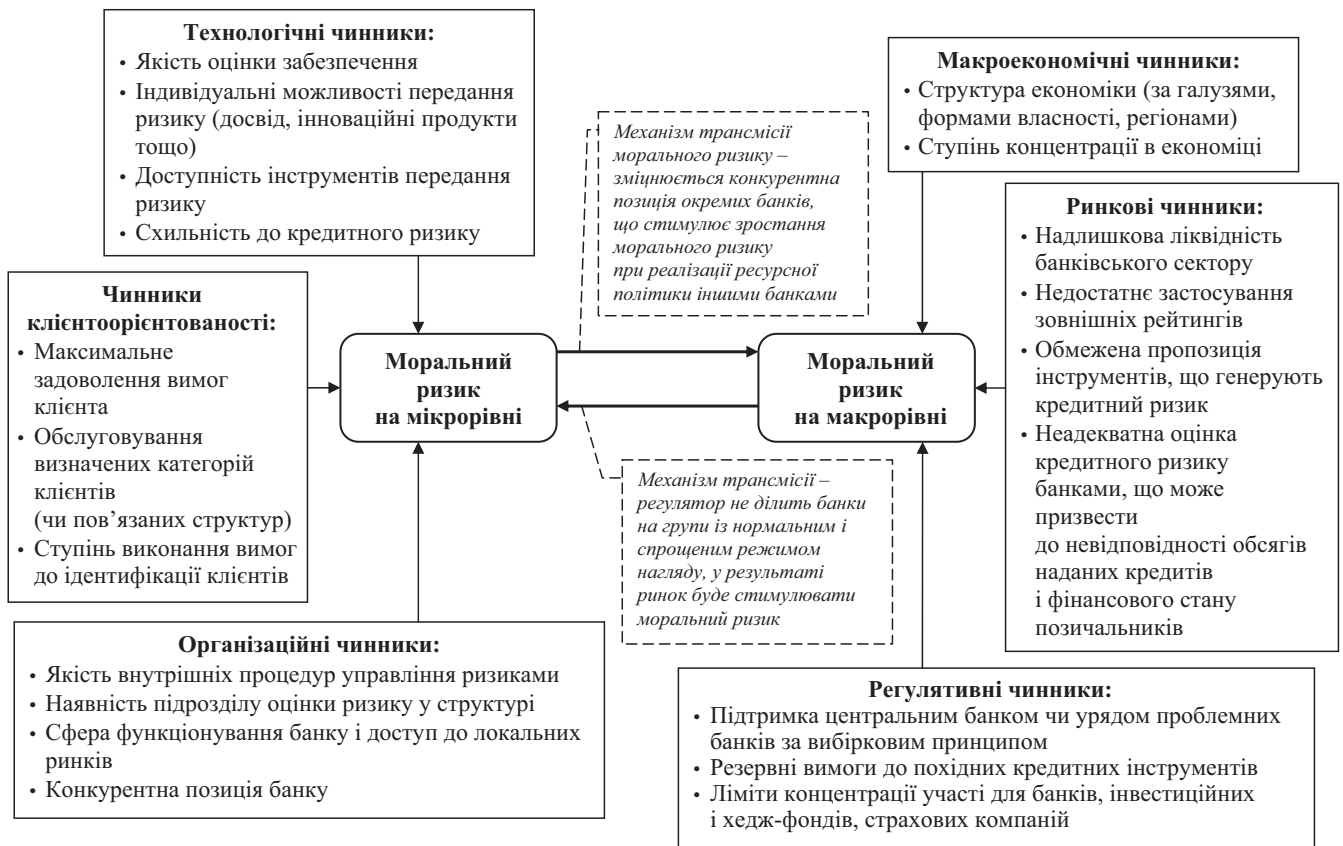 Технологічні чинники:
• Якість оцінки забезпечення
• Індивідуальні можливості передання
ризику (досвід, інноваційні продукти
тощо)
• Доступність інструментів передання
ризику
• Схильність до кредитного ризику
Механізм трансмісії
морального ризику –
зміцнюється конкурентна
позиція окремих банків,
що стимулює зростання
морального ризику
при реалізації ресурсної
політики іншими банками
Макроекономічні чинники:
• Структура економіки (за галузями,
формами власності, регіонами)
• Ступінь концентрації в економіці
Чинники
клієнтоорієнтованості:
• Максимальне
задоволення вимог
клієнта
• Обслуговування
визначених категорій
клієнтів
(чи пов’язаних структур)
• Ступінь виконання вимог
до ідентифікації клієнтів
Моральний
ризик
на мікрорівні
Моральний
ризик
на макрорівні
Ринкові чинники:
• Надлишкова ліквідність
банківського сектору
• Недостатнє застосування
зовнішніх рейтингів
• Обмежена пропозиція
інструментів, що генерують
кредитний ризик
• Неадекватна оцінка
кредитного ризику
банками, що може
призвести
до невідповідності обсягів
наданих кредитів
і фінансового стану
позичальників
Механізм трансмісії –
регулятор не ділить банки
на групи із нормальним і
спрощеним режимом
нагляду, у результаті
ринок буде стимулювати
моральний ризик
Організаційні чинники:
• Якість внутрішніх процедур управління ризиками
• Наявність підрозділу оцінки ризику у структурі
• Сфера функціонування банку і доступ до локальних
ринків
• Конкурентна позиція банку
Регулятивні чинники:
• Підтримка центральним банком чи урядом проблемних
банків за вибірковим принципом
• Резервні вимоги до похідних кредитних інструментів
• Ліміти концентрації участі для банків, інвестиційних
і хедж-фондів, страхових компаній